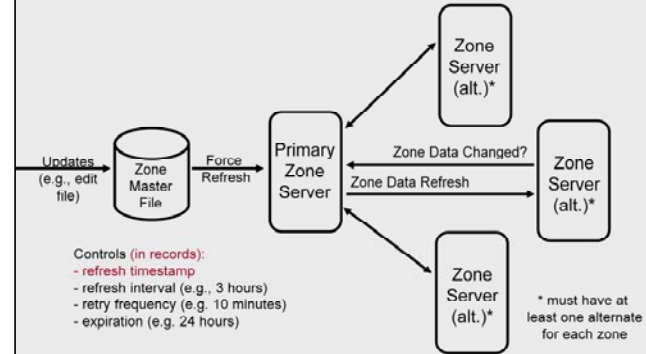 Zone
Server
(alt.)*
Updates
(e.g., edit
file)
Zone
Master
File
Force
Refresh
Primary
Zone
Server
Zone Data Changed?
Zone Data Refresh
Zone
Server
(alt.)*
Controls (in records):
- refresh timestamp
- refresh interval (e.g., 3 hours)
- retry frequency (e.g. 10 minutes)
- expiration (e.g. 24 hours)
Zone
Server
(alt.)*
* must have at
least one alternate
for each zone